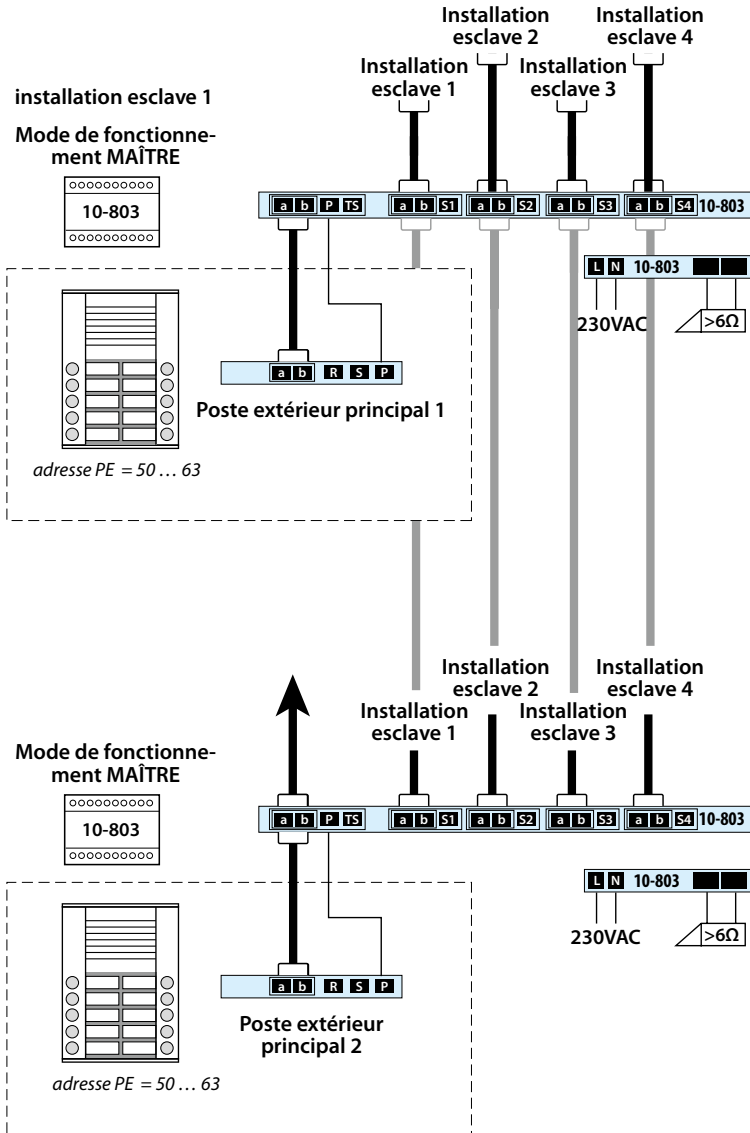 Installation
esclave 2
Installation
esclave 4
Installation
esclave 1
Installation
esclave 3
installation esclave 1
Mode de fonctionne-
ment MAÎTRE
10-803
a b P TS a b S1 a b S2 a b S3 a b S4 10-803
L N 10-803
230VAC >6Ω
a b R S P
Poste extérieur principal 1
adresse PE = 50 … 63
Installation
esclave 2
Installation
esclave 4
Installation
esclave 1
Installation
esclave 3
Mode de fonctionne-
ment MAÎTRE
10-803
a b P TS a b S1 a b S2 a b S3 a b S4 10-803
L N 10-803
230VAC >6Ω
a b R S P
Poste extérieur
principal 2
adresse PE = 50 … 63